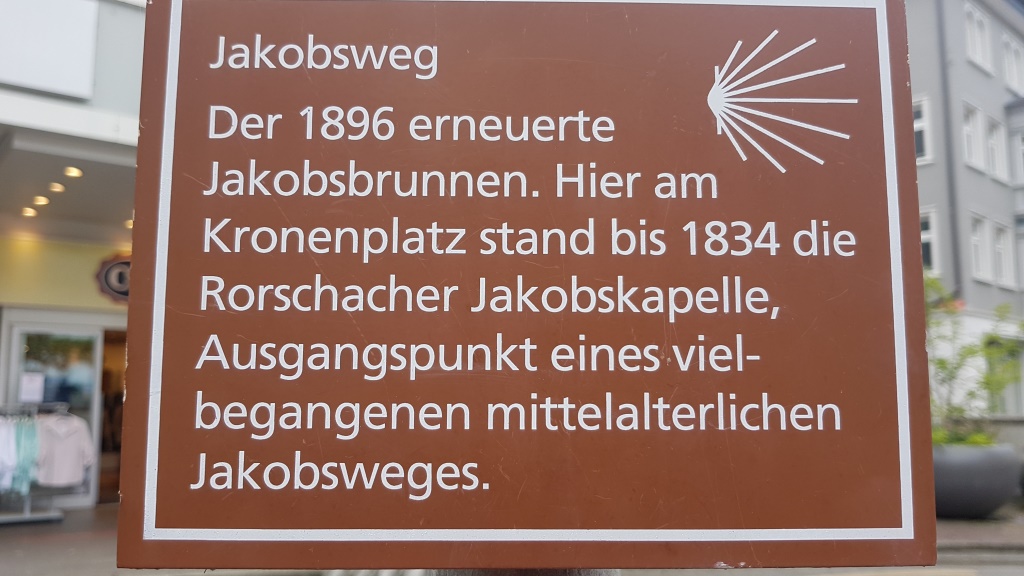 Jakobsweg
Der 1896 erneuerte
Jakobsbrunnen. Hier am
Kronenplatz stand bis 1834 die
Rorschacher Jakobskapelle,
Ausgangspunkt eines viel-
begangenen mittelalterlichen
Jakobsweges.